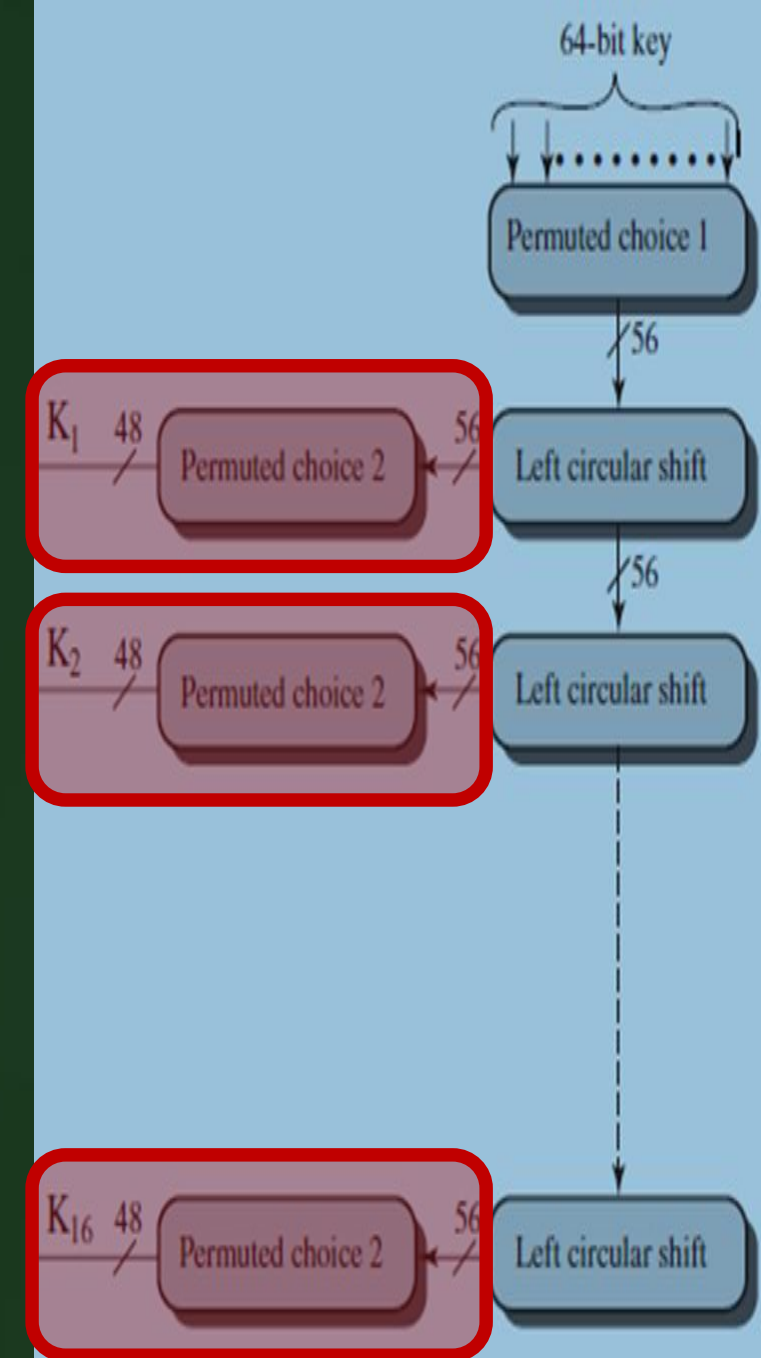 64-bit key
Permuted choice 1
56
K1 48 Permuted choice 2 56 Left circular shift
56
K2 48 Permuted choice 2 56 Left circular shift
K16 48 Permuted choice 2 56 Left circular shift